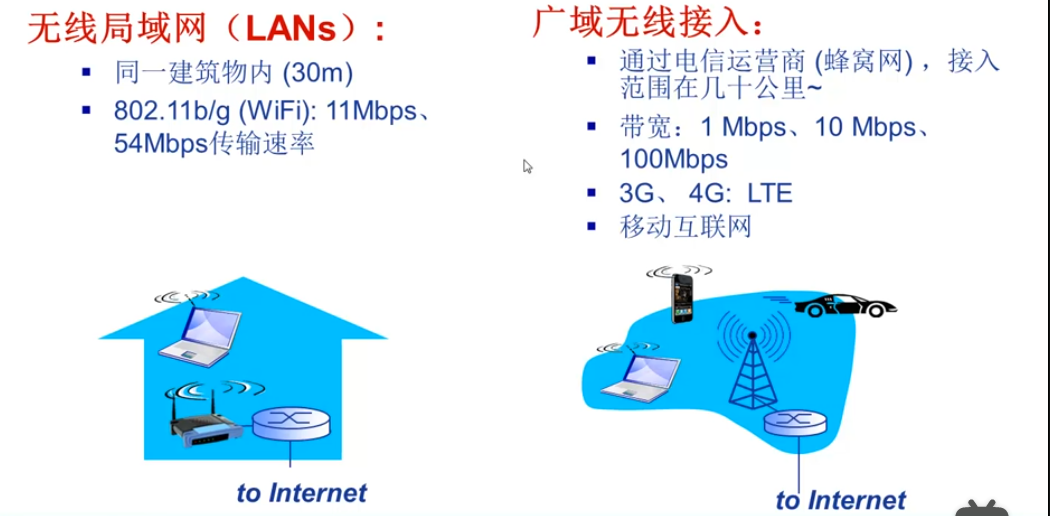 无线局域网（LANs）:
▪ 同一建筑物内 (30m)
▪ 802.11b/g (WiFi): 11Mbps、
54Mbps传输速率
to Internet
广域无线接入：
▪ 通过电信运营商 (蜂窝网) ，接入
范围在几十公里~
▪ 带宽：1 Mbps、10 Mbps、
100Mbps
▪ 3G、 4G:  LTE
▪ 移动互联网
to Internet